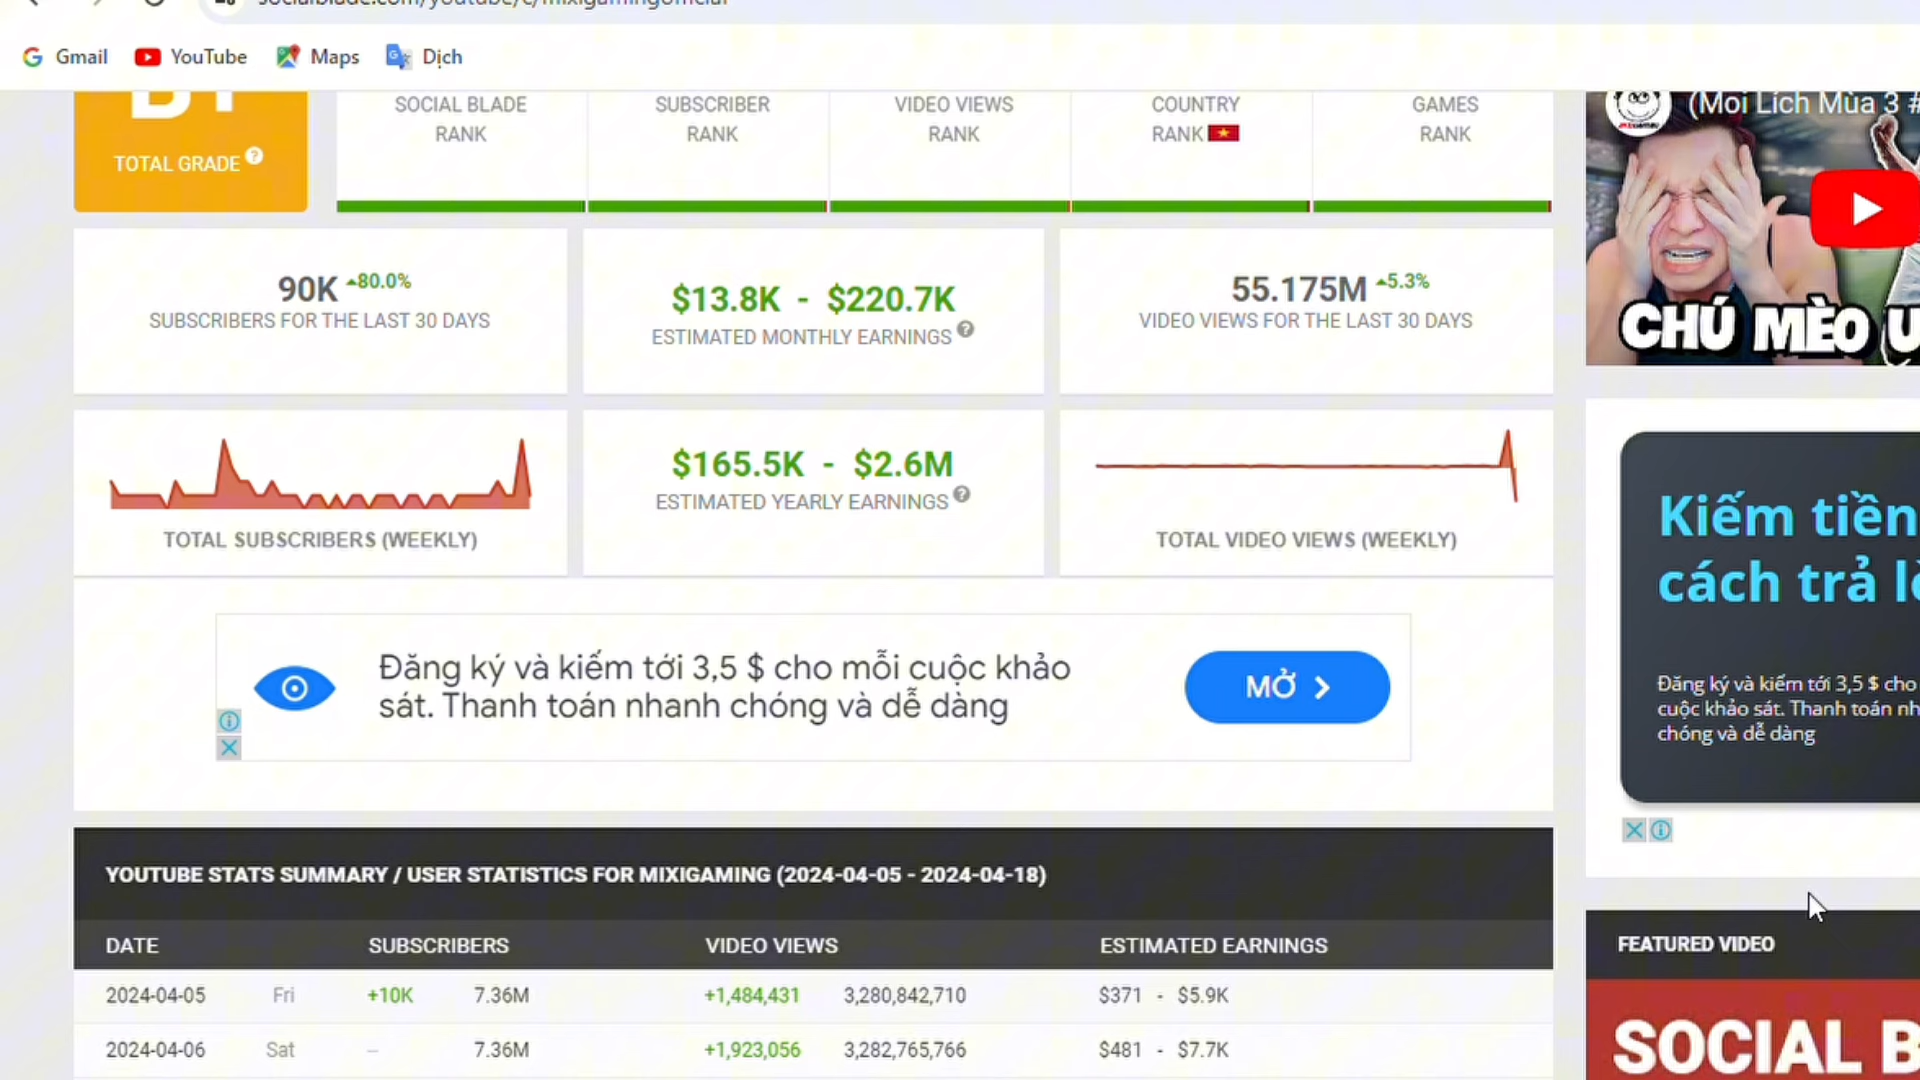 socialblade.com/youtube/c/mixigamingofficial
Gmail
YouTube
Maps
Dịch
TOTAL GRADE
SOCIAL BLADE
RANK
SUBSCRIBER
RANK
VIDEO VIEWS
RANK
COUNTRY
RANK
GAMES
RANK
90K 80.0%
SUBSCRIBERS FOR THE LAST 30 DAYS
$13.8K - $220.7K
ESTIMATED MONTHLY EARNINGS
55.175M 5.3%
VIDEO VIEWS FOR THE LAST 30 DAYS
TOTAL SUBSCRIBERS (WEEKLY)
$165.5K - $2.6M
ESTIMATED YEARLY EARNINGS
TOTAL VIDEO VIEWS (WEEKLY)
Đăng ký và kiếm tới 3,5 $ cho mỗi cuộc khảo
sát. Thanh toán nhanh chóng và dễ dàng
MỞ
YOUTUBE STATS SUMMARY / USER STATISTICS FOR MIXIGAMING (2024-04-05 - 2024-04-18)
DATE SUBSCRIBERS VIDEO VIEWS ESTIMATED EARNINGS
2024-04-05 Fri +10K 7.36M +1,484,431 3,280,842,710 $371 - $5.9K
2024-04-06 Sat -- 7.36M +1,923,056 3,282,765,766 $481 - $7.7K
(Mối Lích Mùa 3 #
CHÚ MÈO
Kiếm tiền
cách trả
Đăng ký và kiếm tới 3,5 $ cho
cuộc khảo sát. Thanh toán
chóng và dễ dàng
FEATURED VIDEO
SOCIAL